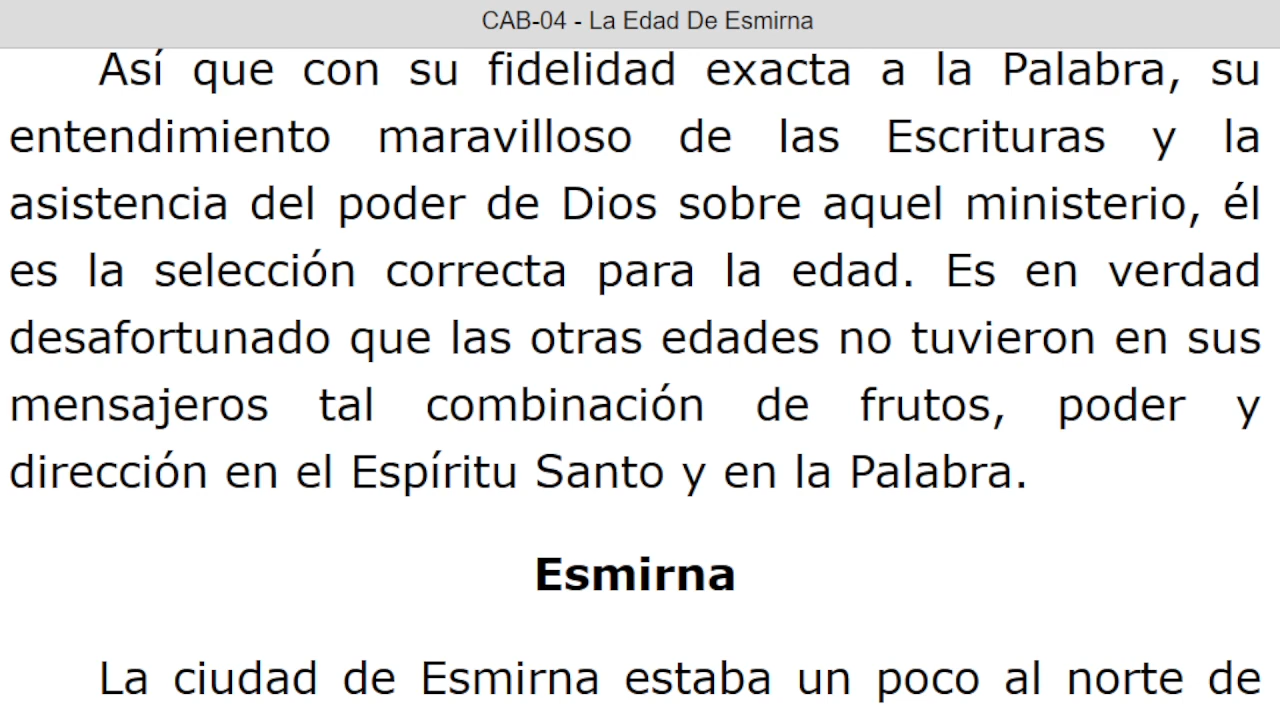 CAB-04 - La Edad De Esmirna
Así que con su fidelidad exacta a la Palabra, su
entendimiento maravilloso de las Escrituras y la
asistencia del poder de Dios sobre aquel ministerio, él
es la selección correcta para la edad. Es en verdad
desafortunado que las otras edades no tuvieron en sus
mensajeros tal combinación de frutos, poder y
dirección en el Espíritu Santo y en la Palabra.
Esmirna
La ciudad de Esmirna estaba un poco al norte de